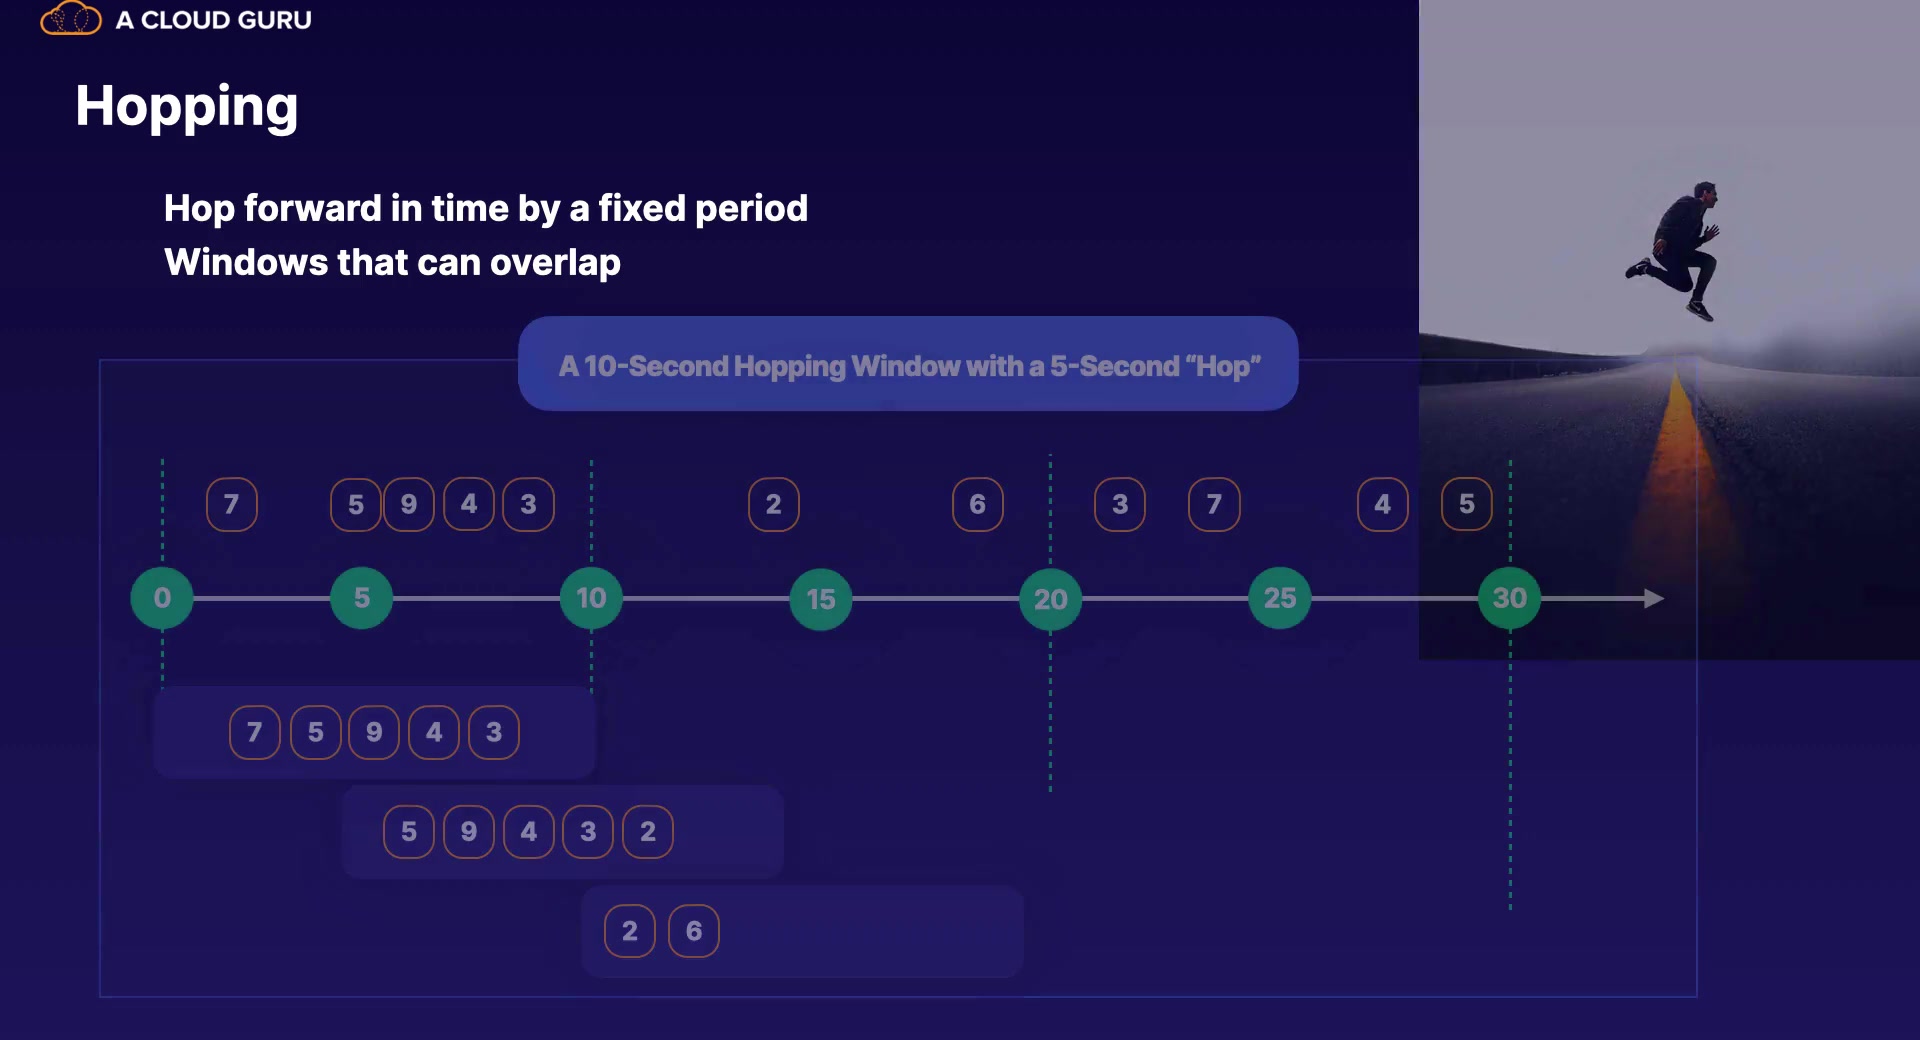 A CLOUD GURU
Hopping
Hop forward in time by a fixed period
Windows that can overlap
A 10-Second Hopping Window with a 5-Second “Hop”
7 5 9 4 3 2 6 3 7 4 5
0 5 10 15 20 25 30
7 5 9 4 3
5 9 4 3 2
2 6